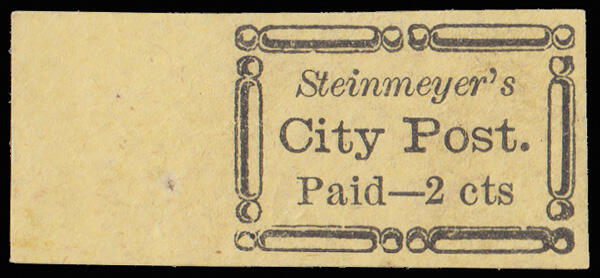 Steinmeyer's
City Post.
Paid—2 cts